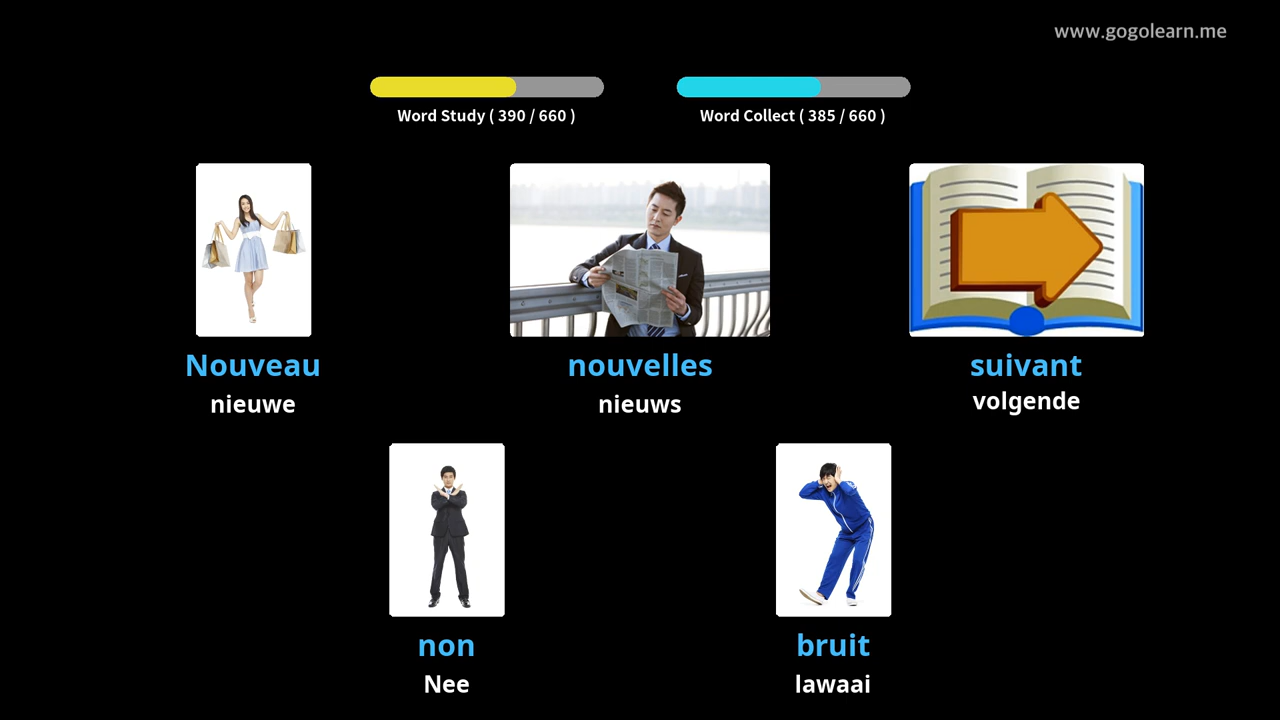 www.gogolearn.me
Word Study ( 390 / 660 )
Word Collect ( 385 / 660 )
Nouveau
nieuwe
nouvelles
nieuws
suivant
volgende
non
Nee
bruit
lawaai